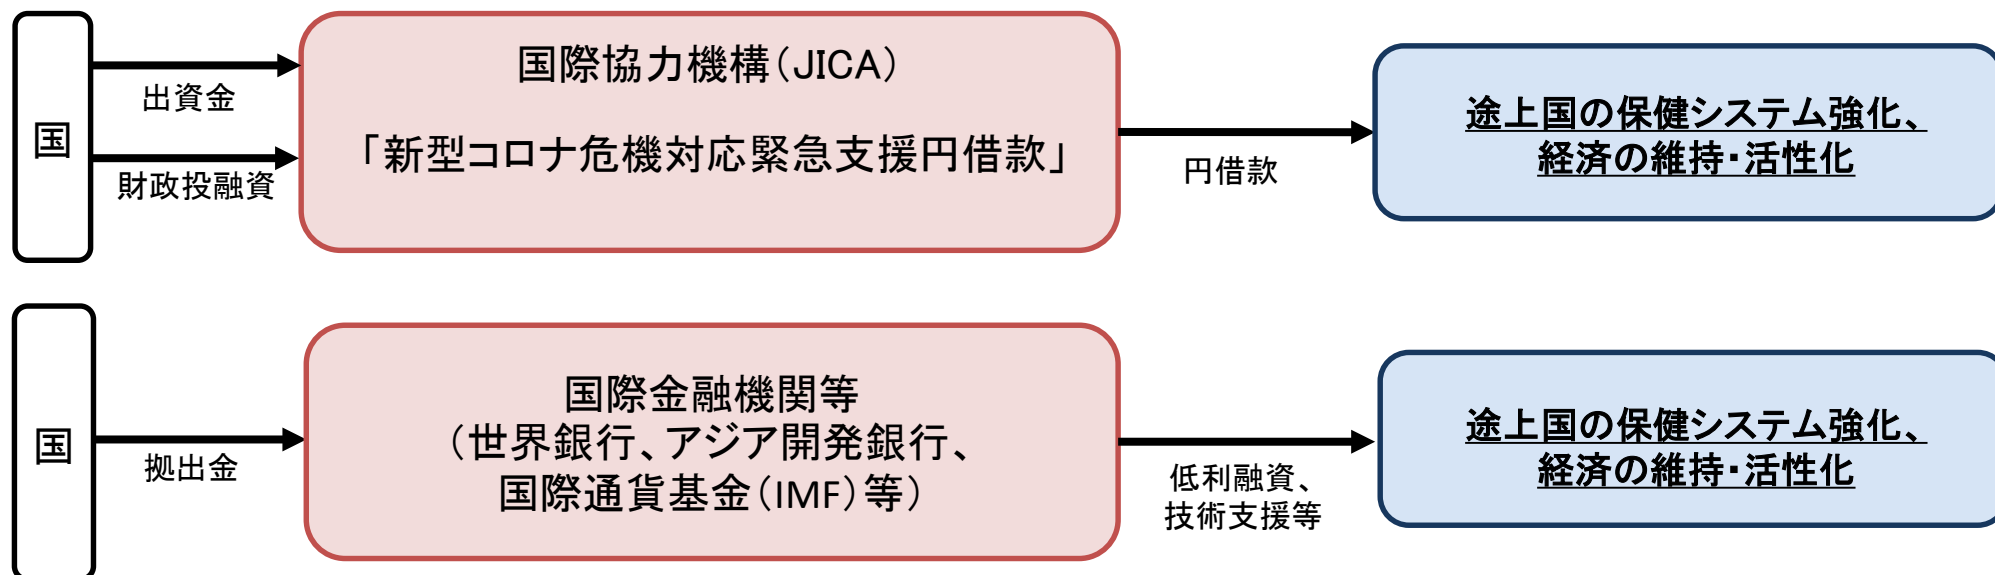 国
出資金
財政投融資
国際協力機構（JICA）
「新型コロナ危機対応緊急支援円借款」
円借款
途上国の保健システム強化、
経済の維持・活性化
国
拠出金
国際金融機関等
（世界銀行、アジア開発銀行、
国際通貨基金（IMF）等）
低利融資、
技術支援等
途上国の保健システム強化、
経済の維持・活性化